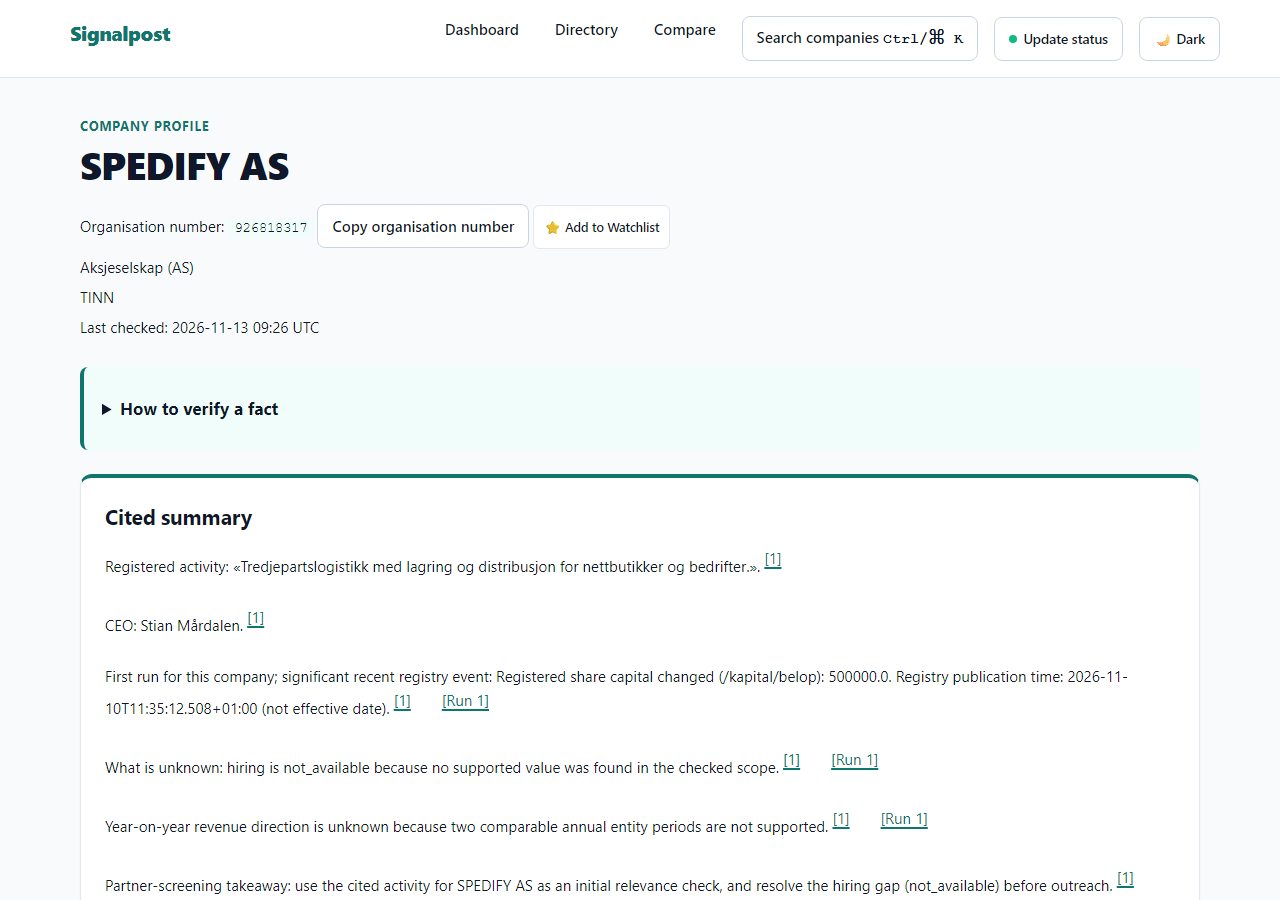 Signalpost
Dashboard
Directory
Compare
Search companies Ctrl/⌘ K
Update status
Dark
COMPANY PROFILE
SPEDIFY AS
Organisation number: 926818317
Copy organisation number
Add to Watchlist
Aksjeselskap (AS)
TINN
Last checked: 2026-11-13 09:26 UTC
How to verify a fact
Cited summary
Registered activity: «Tredjepartslogistikk med lagring og distribusjon for nettbutikker og bedrifter.». [1]
CEO: Stian Mårdalen. [1]
First run for this company; significant recent registry event: Registered share capital changed (/kapital/belop): 500000.0. Registry publication time: 2026-11-
10T11:35:12.508+01:00 (not effective date). [1] [Run 1]
What is unknown: hiring is not_available because no supported value was found in the checked scope. [1] [Run 1]
Year-on-year revenue direction is unknown because two comparable annual entity periods are not supported. [1] [Run 1]
Partner-screening takeaway: use the cited activity for SPEDIFY AS as an initial relevance check, and resolve the hiring gap (not_available) before outreach. [1]